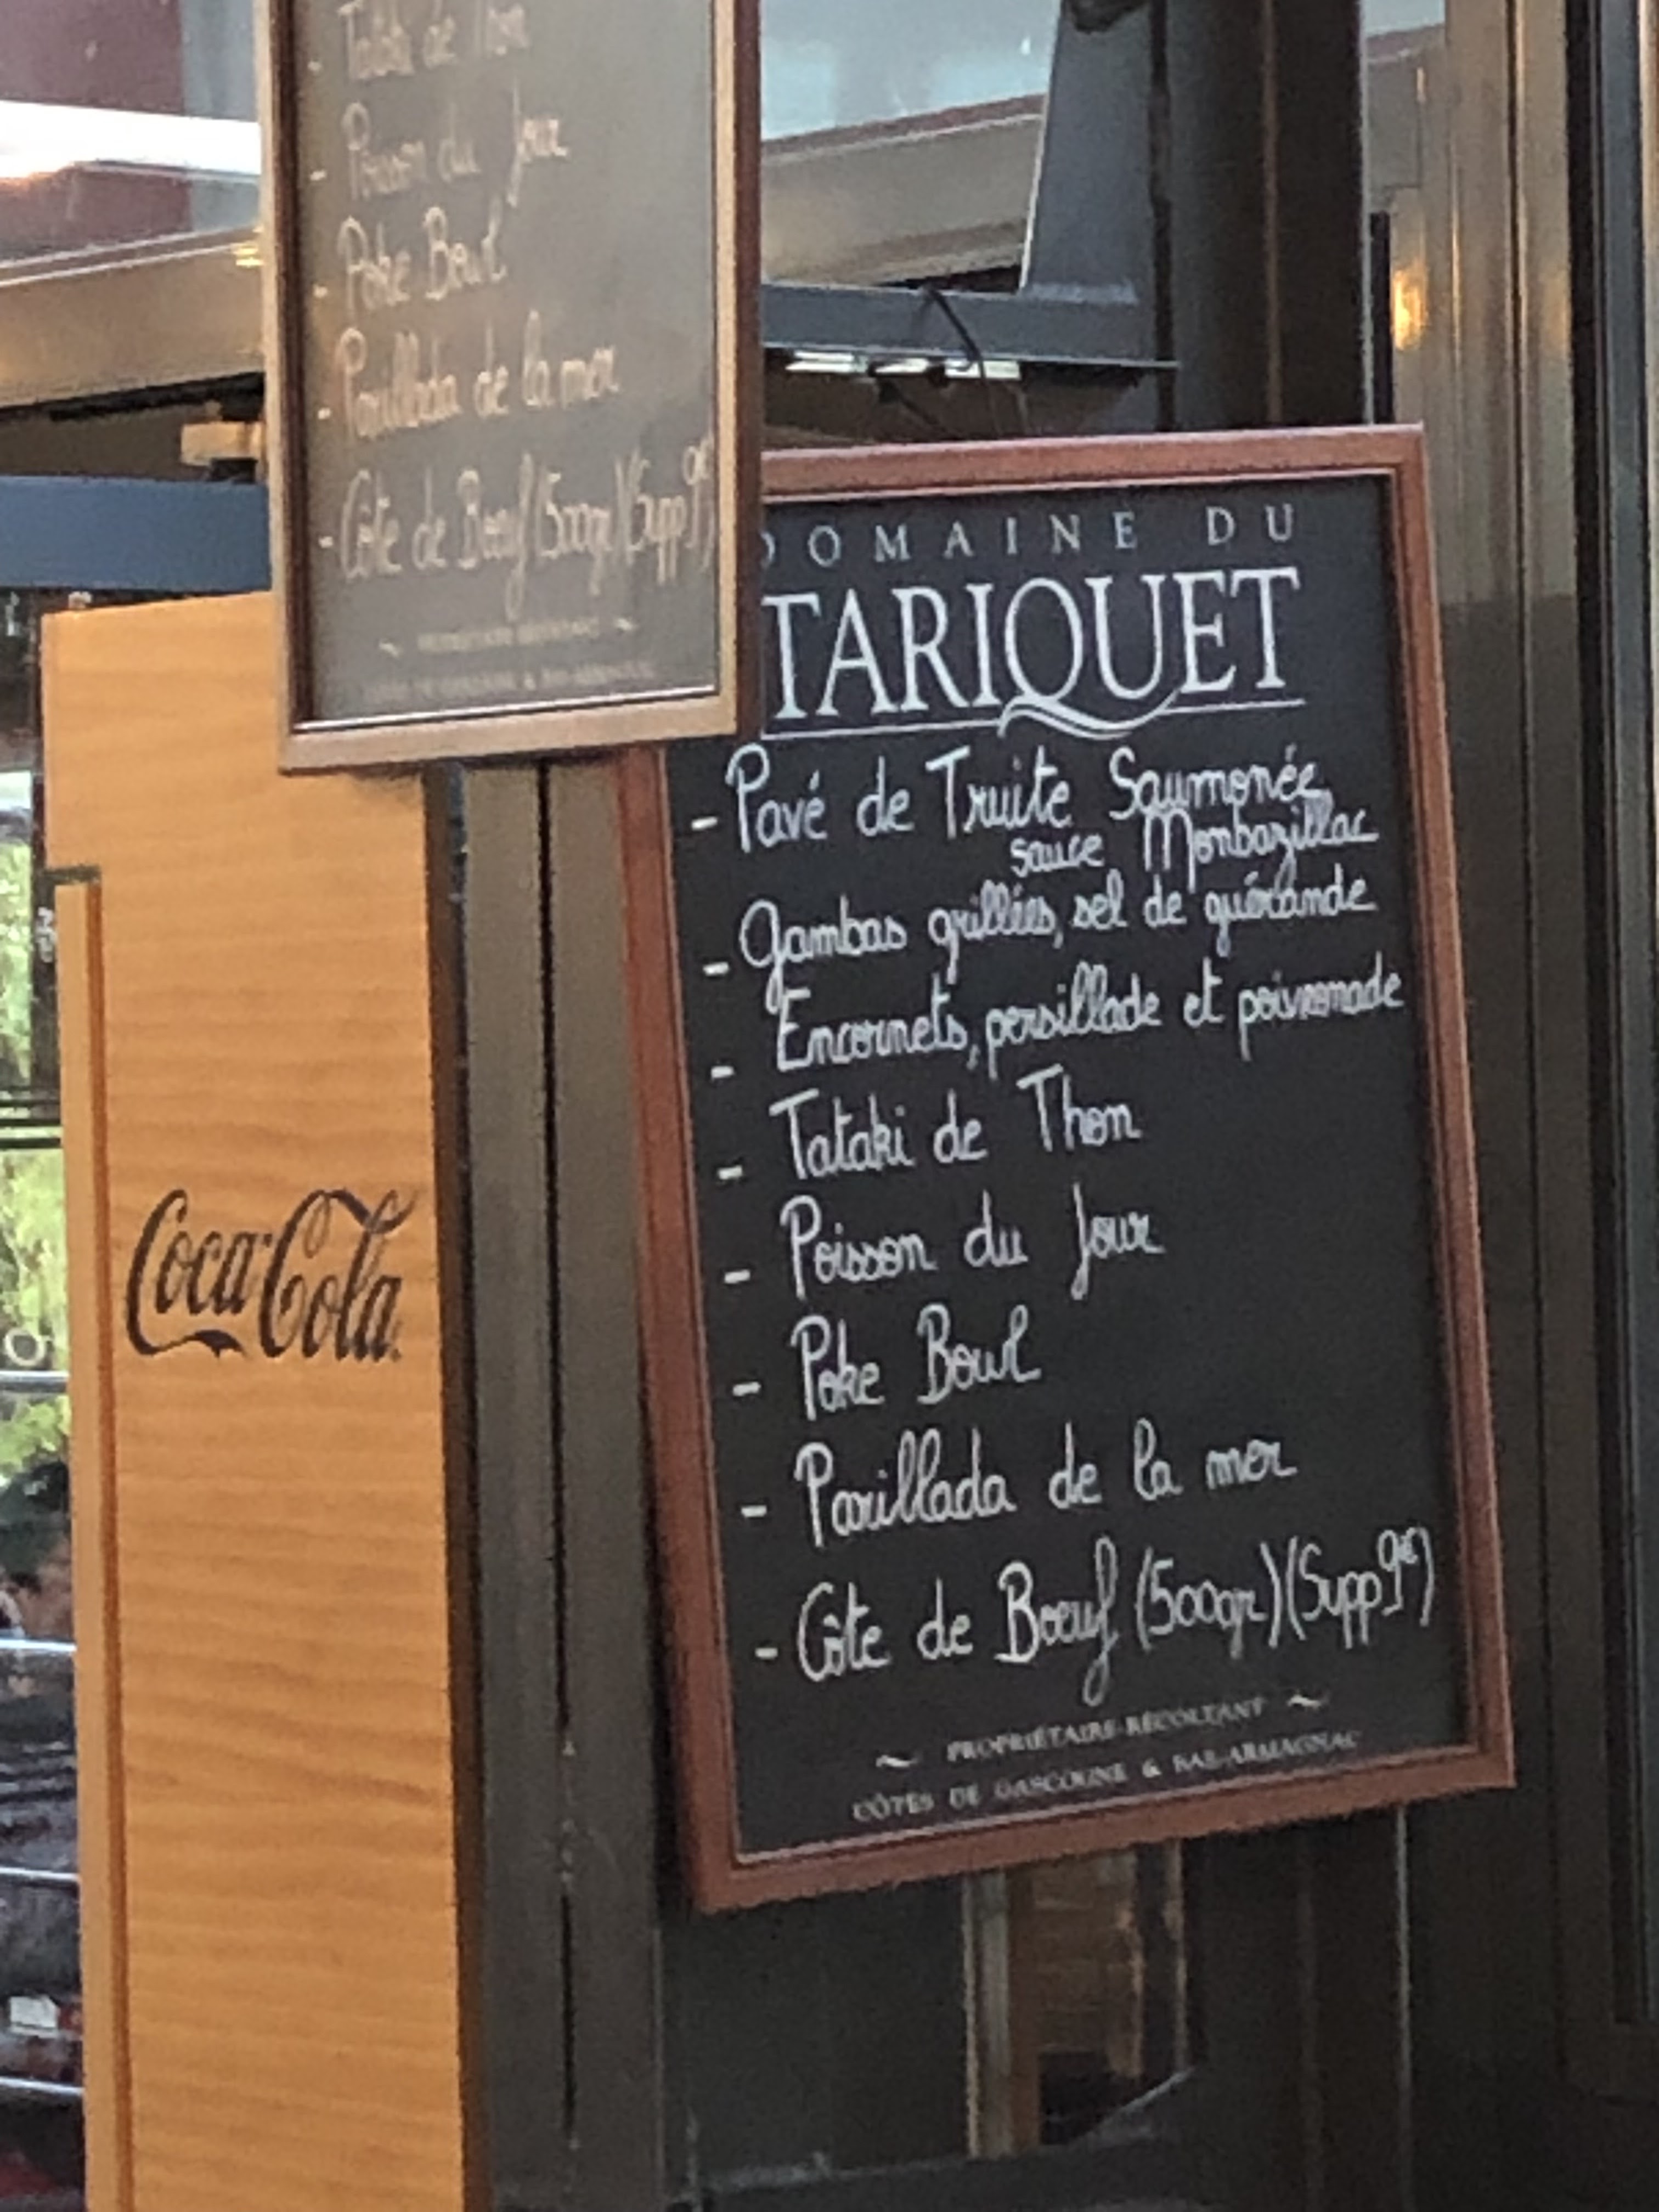 - Tataki de Thon
- Poisson du Jour
- Poke Bowl
- Parillada de la mer
- Côte de Bœuf (500gr) (Supp 9€)
DOMAINE DU
TARIQUET
- Pavé de Truite Saumonée,
sauce Monbazillac
- Gambas grillées, sel de guérande
- Encornets, persillade et poivronade
- Tataki de Thon
- Poisson du Jour
- Poke Bowl
- Parillada de la mer
- Côte de Bœuf (500gr) (Supp 9€)
PROPRIÉTAIRE-RÉCOLTANT
CÔTES DE GASCOGNE & BAS-ARMAGNAC
Coca-Cola